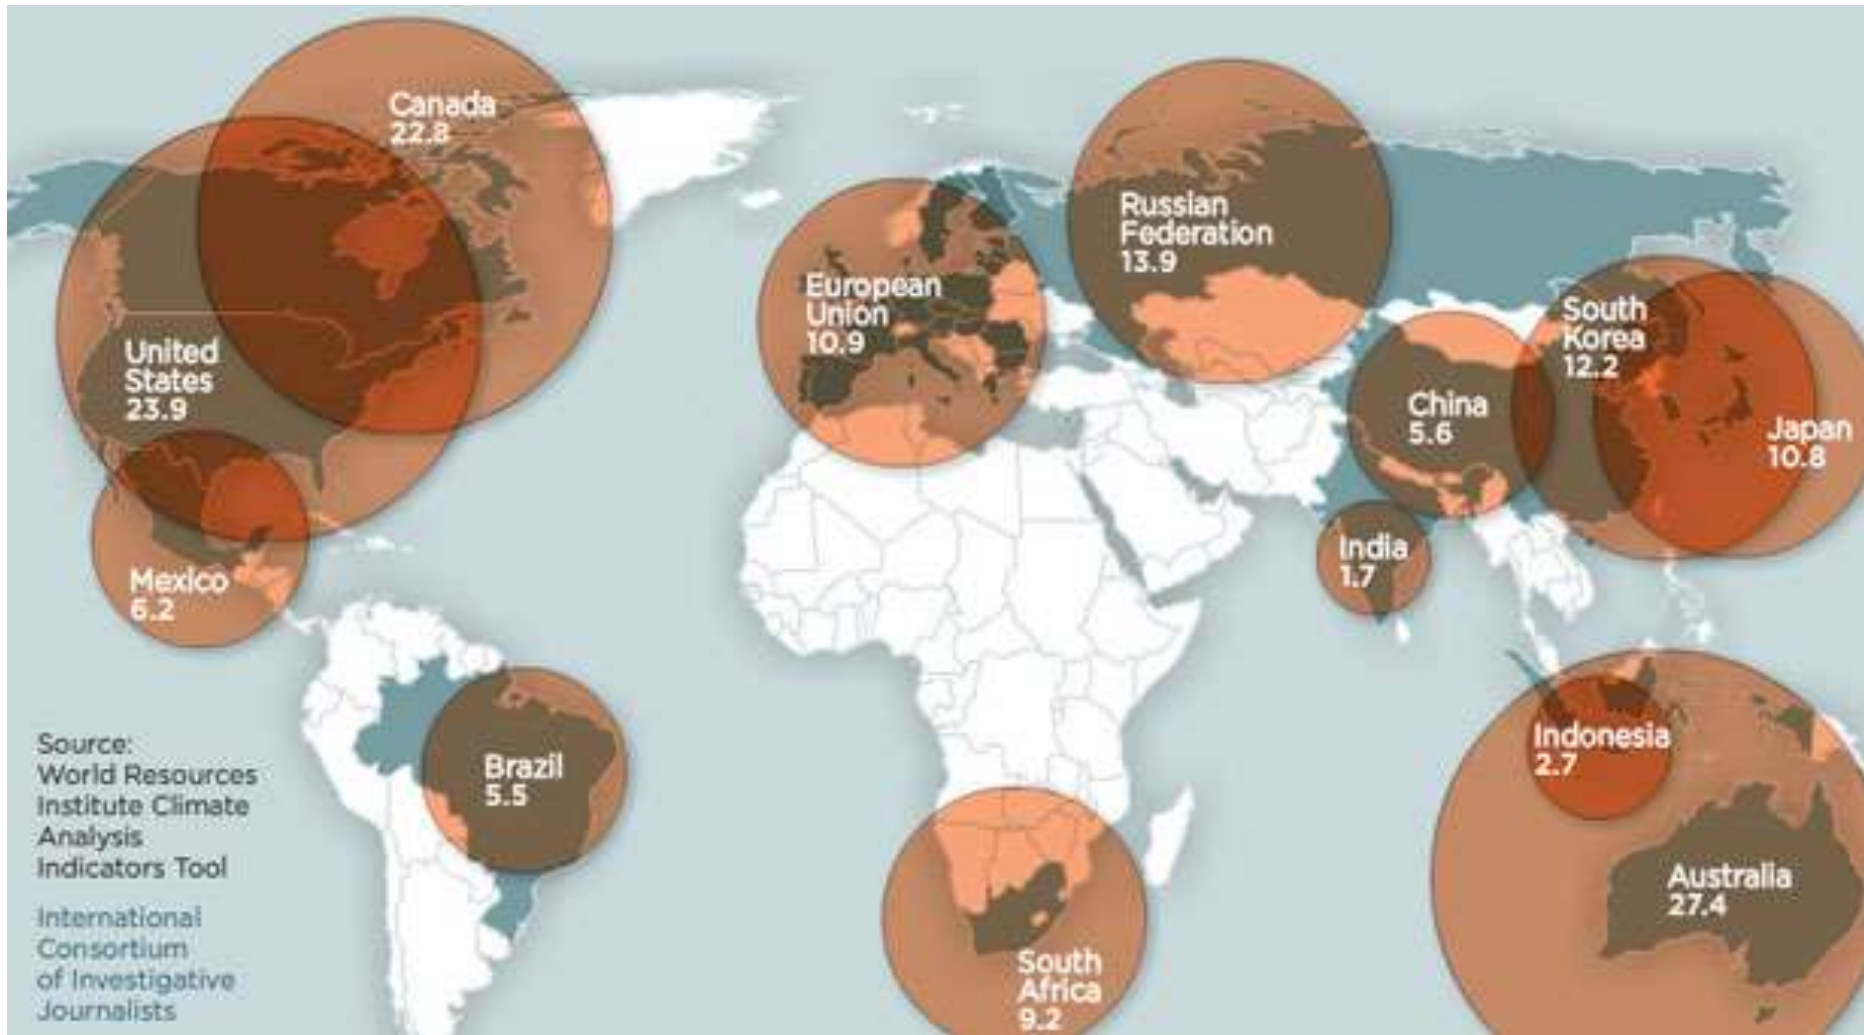 Canada
22.8
United
States
23.9
Mexico
6.2
Brazil
5.5
European
Union
10.9
Russian
Federation
13.9
South
Korea
12.2
China
5.6
Japan
10.8
India
1.7
Indonesia
2.7
Australia
27.4
South
Africa
9.2
Source:
World Resources
Institute Climate
Analysis
Indicators Tool
International
Consortium
of Investigative
Journalists